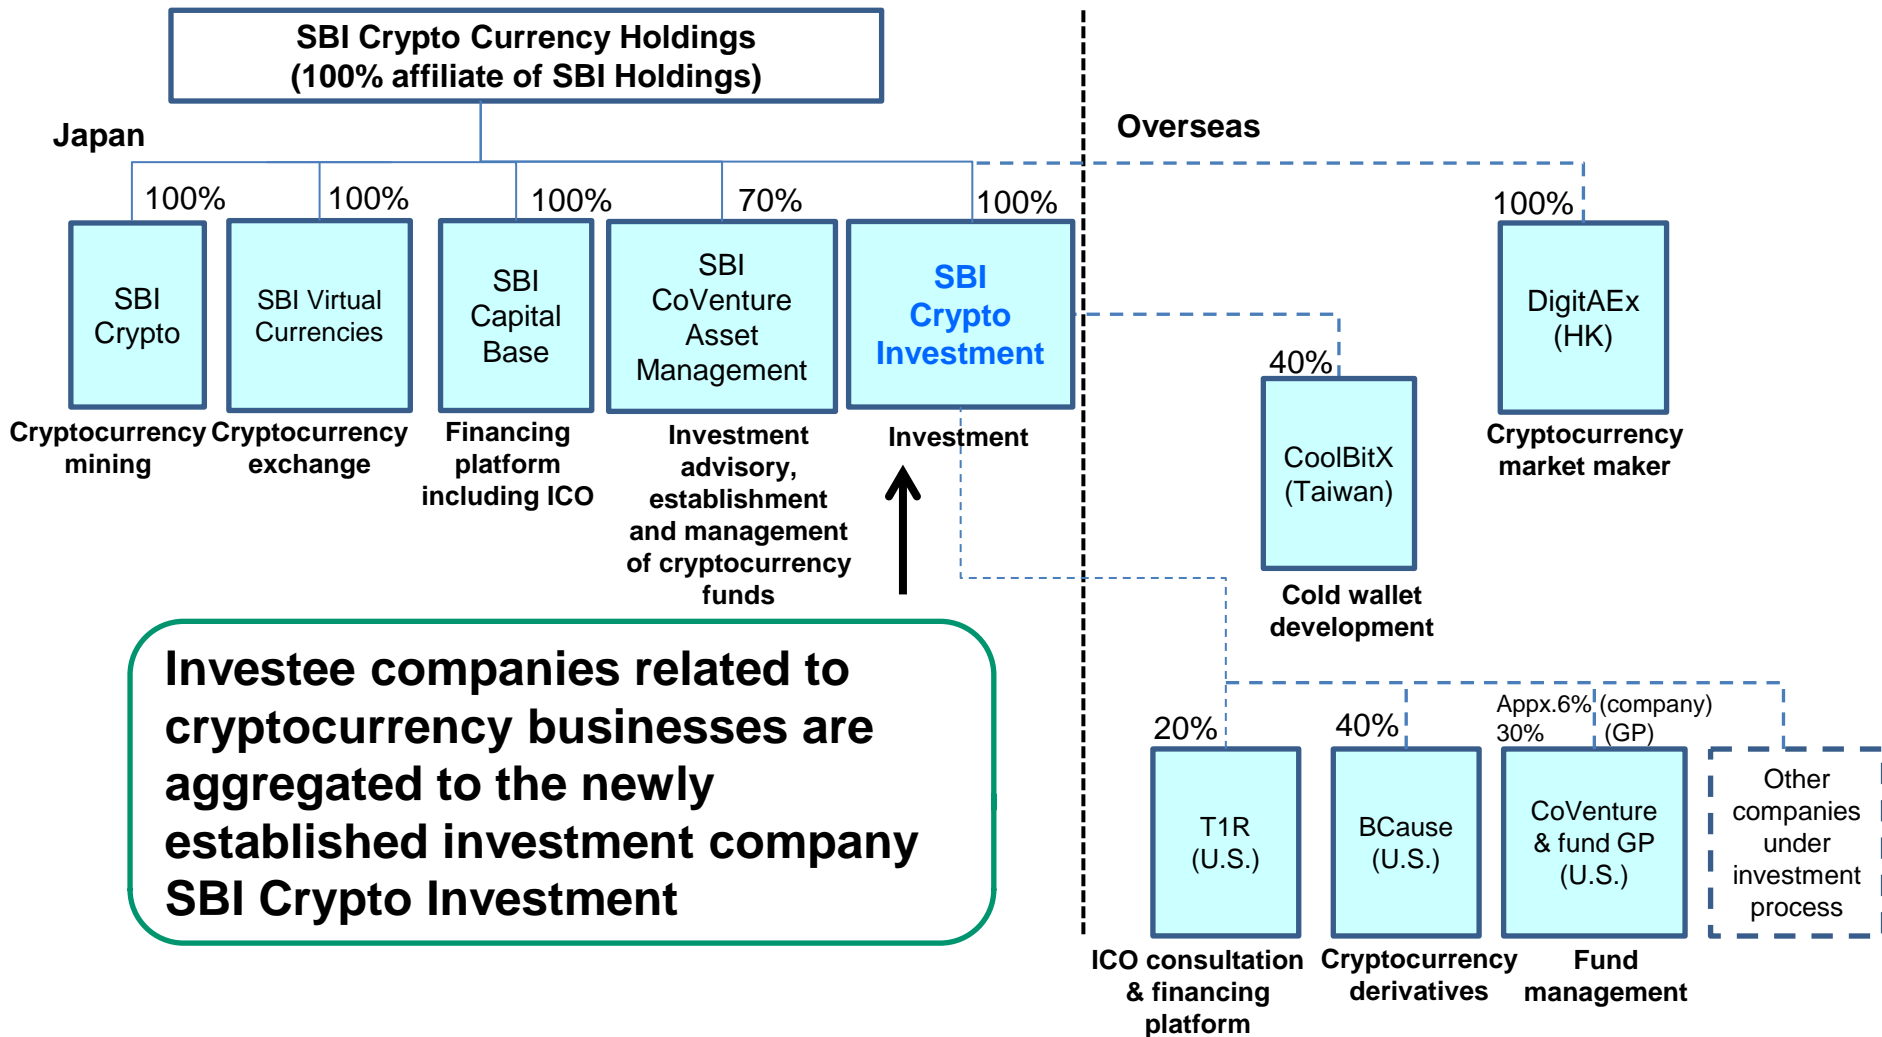 SBI Crypto Currency Holdings
(100% affiliate of SBI Holdings)
Japan
Overseas
100%
100%
100%
70%
100%
100%
SBI
Crypto
SBI Virtual
Currencies
SBI
Capital
Base
SBI
CoVenture
Asset
Management
SBI
Crypto
Investment
DigitAEx
(HK)
Cryptocurrency
mining
Cryptocurrency
exchange
Financing
platform
including ICO
Investment
advisory,
establishment
and management
of cryptocurrency
funds
Investment
40%
CoolBitX
(Taiwan)
Cold wallet
development
Cryptocurrency
market maker
Investee companies related to
cryptocurrency businesses are
aggregated to the newly
established investment company
SBI Crypto Investment
20%
40%
Appx.6% (company)
30% (GP)
T1R
(U.S.)
BCause
(U.S.)
CoVenture
& fund GP
(U.S.)
Other
companies
under
investment
process
ICO consultation
& financing
platform
Cryptocurrency
derivatives
Fund
management